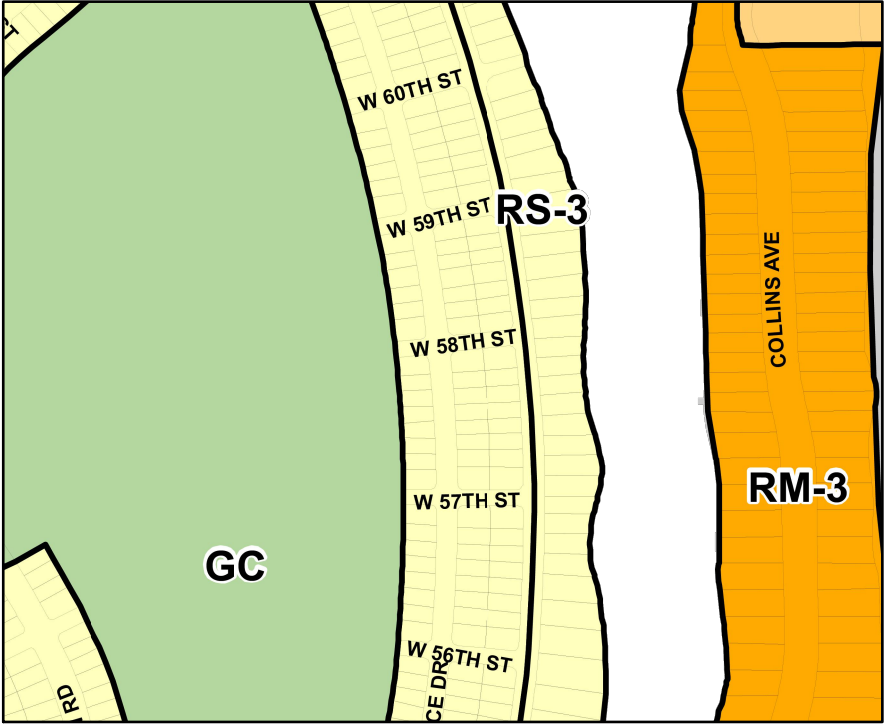 W 60TH ST
W 59TH ST
RS-3
COLLINS AVE
W 58TH ST
RM-3
W 57TH ST
GC
W 56TH ST
CE DR
RD